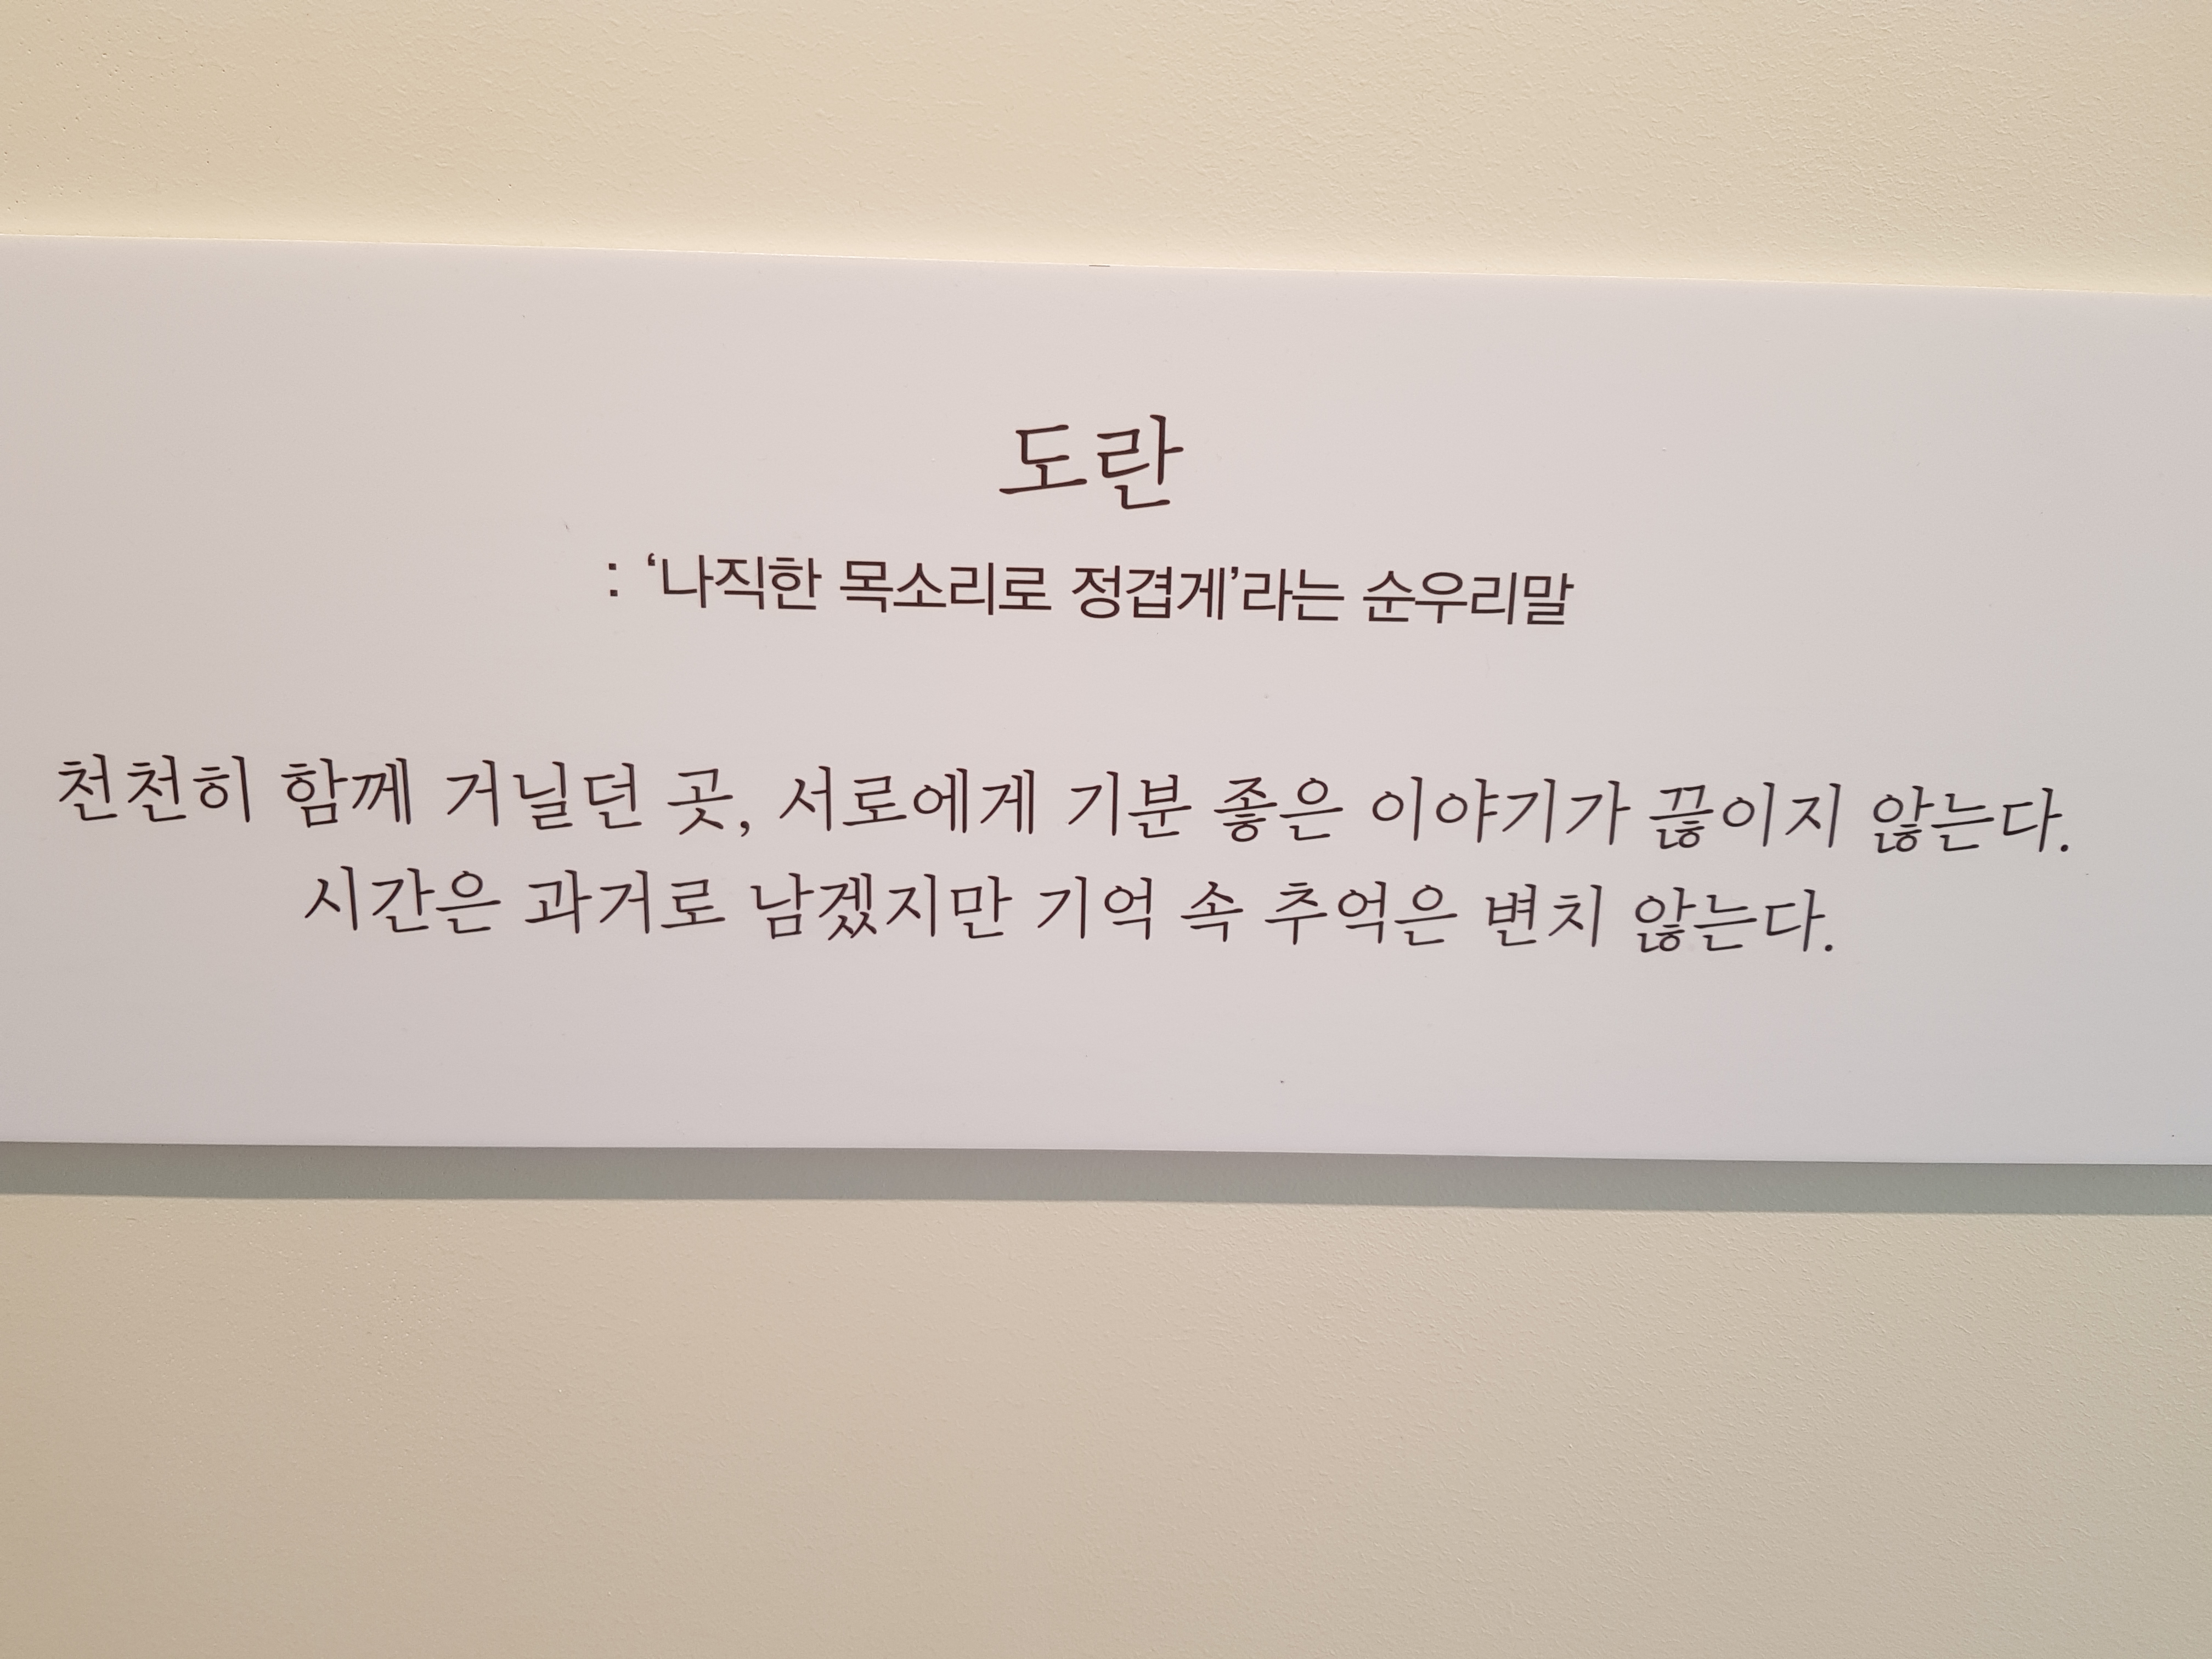 도란
: ‘나직한 목소리로 정겹게’라는 순우리말
천천히 함께 거닐던 곳, 서로에게 기분 좋은 이야기가 끊이지 않는다.
시간은 과거로 남겠지만 기억 속 추억은 변치 않는다.